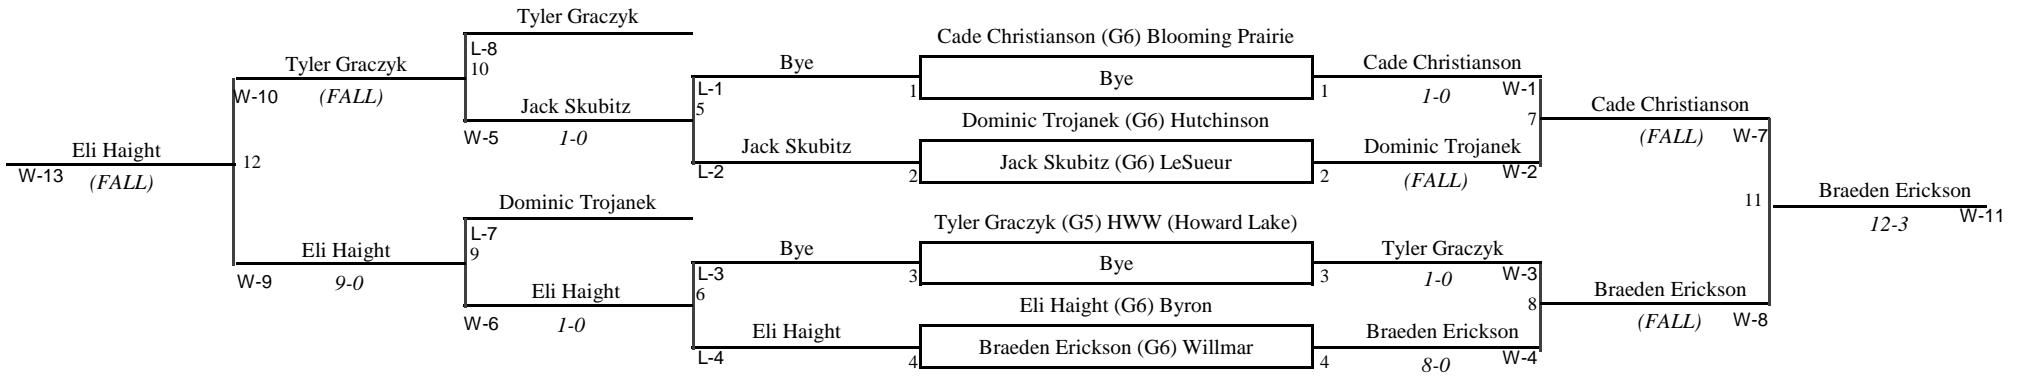 Tyler Graczyk
Cade Christianson (G6) Blooming Prairie
L-8
Tyler Graczyk
10
Bye
Bye
Cade Christianson
W-10
(FALL)
L-1
1
1
1-0
W-1
Cade Christianson
Jack Skubitz
5
Dominic Trojanek (G6) Hutchinson
7
W-5
1-0
(FALL)
W-7
Eli Haight
12
Jack Skubitz
Jack Skubitz (G6) LeSueur
Dominic Trojanek
W-13
(FALL)
L-2
2
2
(FALL)
W-2
Braeden Erickson
11
Dominic Trojanek
12-3
W-11
L-7
Tyler Graczyk (G5) HWW (Howard Lake)
Eli Haight
9
Bye
Bye
Tyler Graczyk
W-9
9-0
L-3
3
3
1-0
W-3
Eli Haight
6
Eli Haight (G6) Byron
8
Braeden Erickson
W-6
1-0
(FALL)
W-8
Eli Haight
Braeden Erickson (G6) Willmar
Braeden Erickson
L-4
4
4
8-0
W-4